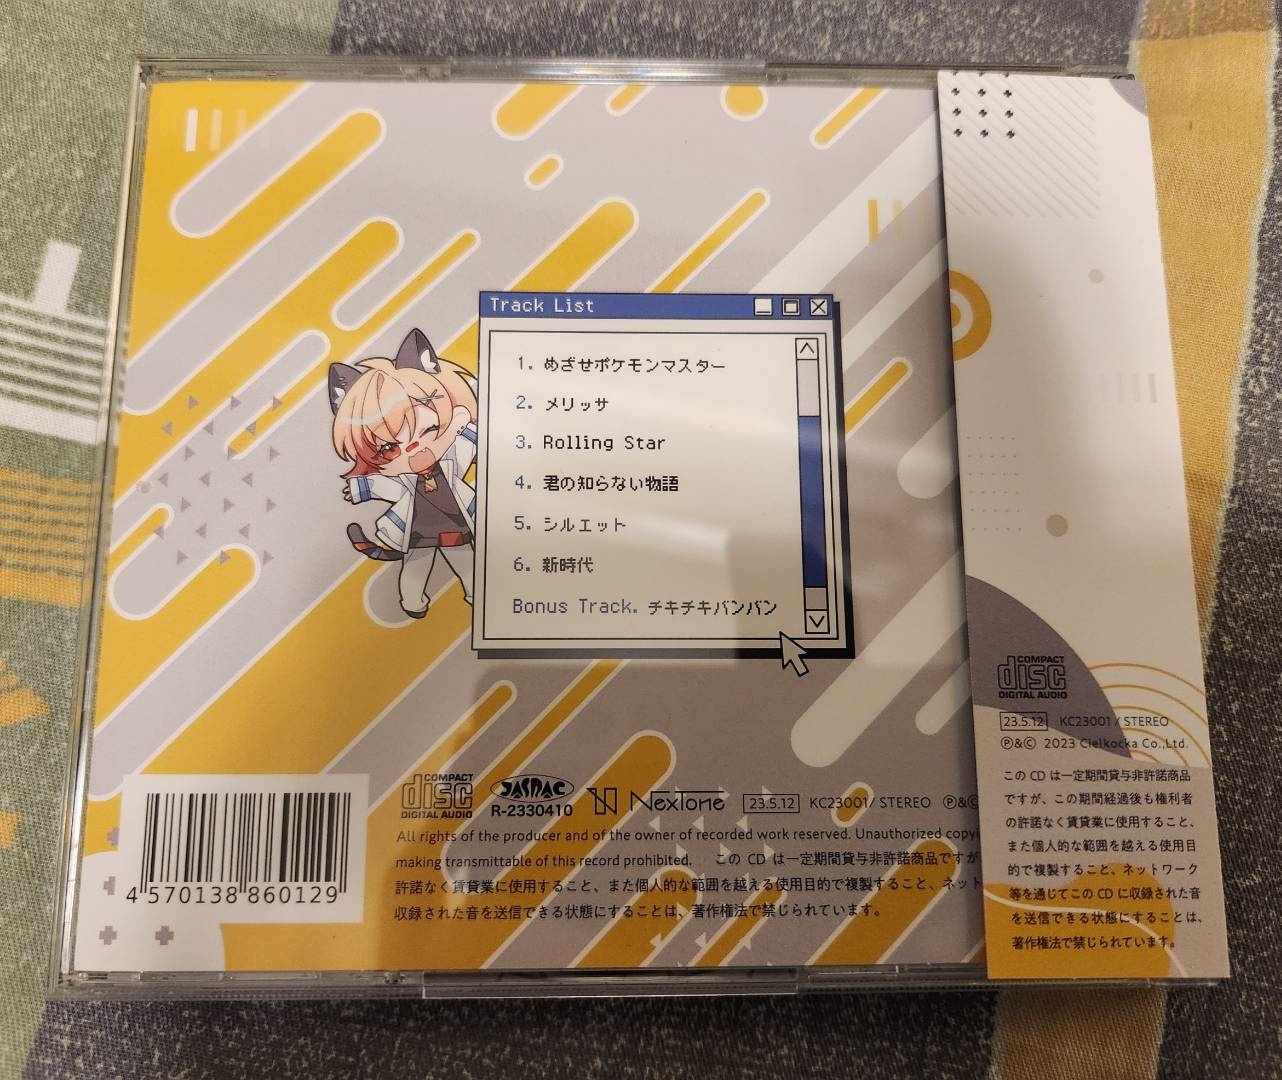 Track List
1. めざせポケモンマスター
2. メリッサ
3. Rolling Star
4. 君の知らない物語
5. シルエット
6. 新時代
Bonus Track. チキチキバンバン
4 570138 860129
COMPACT disc DIGITAL AUDIO
JASRAC
R-2330410
NexTone
23.5.12 KC23001/ STEREO Ⓟ&Ⓒ
All rights of the producer and of the owner of recorded work reserved. Unauthorized copyi
making transmittable of this record prohibited. この CD は一定期間貸与非許諾商品ですが
許諾なく賃貸業に使用すること、また個人的な範囲を越える使用目的で複製すること、ネット
収録された音を送信できる状態にすることは、著作権法で禁じられています。
COMPACT disc DIGITAL AUDIO
23.5.12 KC23001 / STEREO
Ⓟ&Ⓒ 2023 Cielkocka Co.,Ltd.
この CD は一定期間貸与非許諾商品
ですが、この期間経過後も権利者
の許諾なく賃貸業に使用すること、
また個人的な範囲を越える使用目
的で複製すること、ネットワーク
等を通じてこの CD に収録された音
を送信できる状態にすることは、
著作権法で禁じられています。